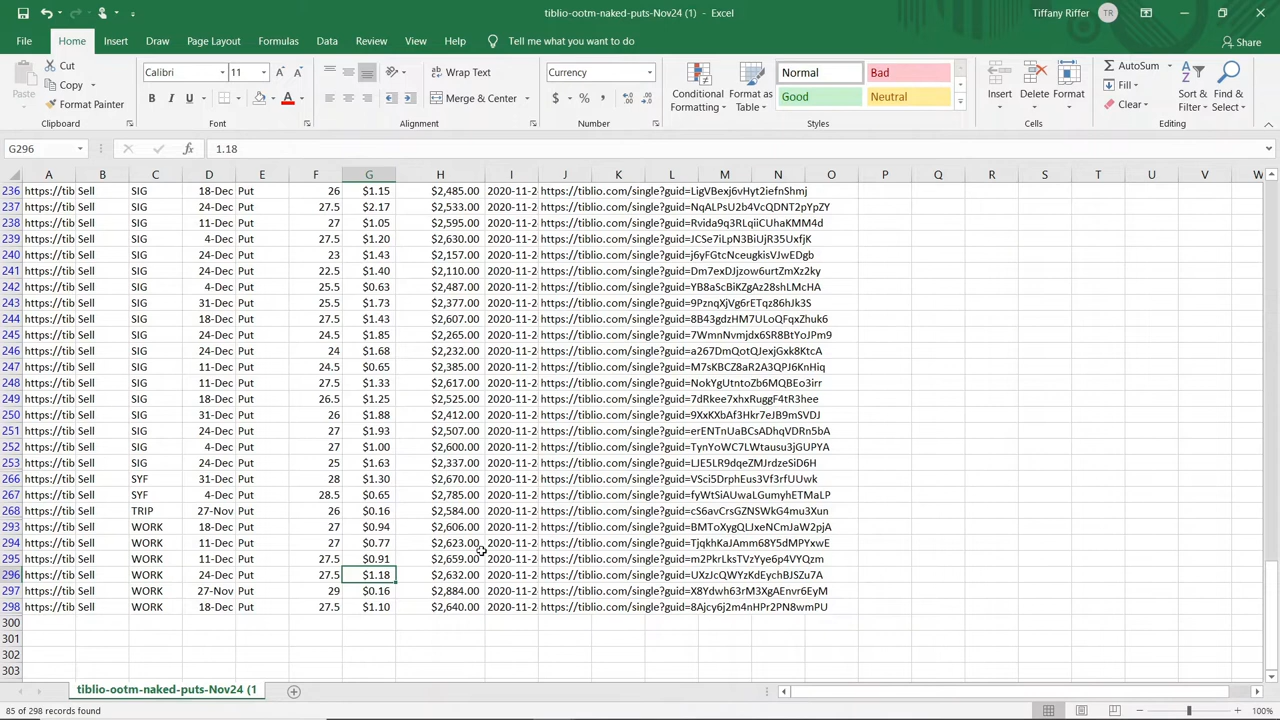 tiblio-ootm-naked-puts-Nov24 (1) - Excel
Tiffany Riffer TR
File Home Insert Draw Page Layout Formulas Data Review View Help Tell me what you want to do Share
Paste Cut Copy Format Painter Clipboard
Calibri 11 B I U A Font
Wrap Text Merge & Center Alignment
Currency $ % , Number
Conditional Formatting Format as Table Normal Bad Good Neutral Styles
Insert Delete Format Cells
AutoSum Fill Clear Sort & Filter Find & Select Editing
G296 fx 1.18
A B C D E F G H I J K L M N O P Q R S T U V W
236 https://tib Sell SIG 18-Dec Put 26 $1.15 $2,485.00 2020-11-2 https://tiblio.com/single?guid=LigVBexj6vHyt2iefnShmj
237 https://tib Sell SIG 24-Dec Put 27.5 $2.17 $2,533.00 2020-11-2 https://tiblio.com/single?guid=NqALPsU2b4VcQDNT2pYpZY
238 https://tib Sell SIG 11-Dec Put 27 $1.05 $2,595.00 2020-11-2 https://tiblio.com/single?guid=Rvida9q3RLqiiCUhaKMM4d
239 https://tib Sell SIG 4-Dec Put 27.5 $1.20 $2,630.00 2020-11-2 https://tiblio.com/single?guid=JCSe7iLpN3BiUjR35UxfjK
240 https://tib Sell SIG 24-Dec Put 23 $1.43 $2,157.00 2020-11-2 https://tiblio.com/single?guid=j6yFGtcNceugkisVJwEDgb
241 https://tib Sell SIG 24-Dec Put 22.5 $1.40 $2,110.00 2020-11-2 https://tiblio.com/single?guid=Dm7exDJjzow6urtZmXz2ky
242 https://tib Sell SIG 4-Dec Put 25.5 $0.63 $2,487.00 2020-11-2 https://tiblio.com/single?guid=YB8aScBiKZgAz28shLMcHA
243 https://tib Sell SIG 31-Dec Put 25.5 $1.73 $2,377.00 2020-11-2 https://tiblio.com/single?guid=9PznqXjVg6rETqz86hJk3S
244 https://tib Sell SIG 18-Dec Put 27.5 $1.43 $2,607.00 2020-11-2 https://tiblio.com/single?guid=8B43gdzHM7ULoQFqxZhuk6
245 https://tib Sell SIG 24-Dec Put 24.5 $1.85 $2,265.00 2020-11-2 https://tiblio.com/single?guid=7WmnNvmjdx6SR8BtYoJPm9
246 https://tib Sell SIG 31-Dec Put 24 $1.68 $2,232.00 2020-11-2 https://tiblio.com/single?guid=a267DmQotQJexjGxk8KtcA
247 https://tib Sell SIG 11-Dec Put 24.5 $0.65 $2,385.00 2020-11-2 https://tiblio.com/single?guid=M7sKBCZ8aR2X1PJ6KnHiq
248 https://tib Sell SIG 11-Dec Put 27.5 $1.33 $2,617.00 2020-11-2 https://tiblio.com/single?guid=NokYgUtntoZb6MQBEo3irr
249 https://tib Sell SIG 18-Dec Put 26.5 $1.25 $2,525.00 2020-11-2 https://tiblio.com/single?guid=7dRkee7xhxRuggF4tR3hee
250 https://tib Sell SIG 31-Dec Put 26 $1.88 $2,412.00 2020-11-2 https://tiblio.com/single?guid=9XxKXbAf3Hkr7eJB9mSVDJ
251 https://tib Sell SIG 24-Dec Put 27 $1.93 $2,507.00 2020-11-2 https://tiblio.com/single?guid=erENTnUaBCsADhqVDRn5bA
252 https://tib Sell SIG 4-Dec Put 27 $1.00 $2,600.00 2020-11-2 https://tiblio.com/single?guid=TynYoWC7LWtausu3jGUPYA
253 https://tib Sell SIG 24-Dec Put 25 $1.63 $2,337.00 2020-11-2 https://tiblio.com/single?guid=LJE5LR9dqeZMJrdzeSiD6H
266 https://tib Sell SYF 31-Dec Put 28 $1.30 $2,670.00 2020-11-2 https://tiblio.com/single?guid=VSci5DrphEus3Vf3rfUUwk
267 https://tib Sell SYF 4-Dec Put 28.5 $0.65 $2,785.00 2020-11-2 https://tiblio.com/single?guid=fyWtSiAUwaLGumyhETMaLP
268 https://tib Sell TRIP 27-Nov Put 26 $0.16 $2,584.00 2020-11-2 https://tiblio.com/single?guid=cS6avCrsGZNSWkG4mu3Xun
293 https://tib Sell WORK 18-Dec Put 27 $0.94 $2,606.00 2020-11-2 https://tiblio.com/single?guid=BMToXygQLJxeNCmJaW2pjA
294 https://tib Sell WORK 11-Dec Put 27 $0.77 $2,623.00 2020-11-2 https://tiblio.com/single?guid=TjqkhKaJAmm68Y5dMPYxwE
295 https://tib Sell WORK 11-Dec Put 27.5 $0.91 $2,659.00 2020-11-2 https://tiblio.com/single?guid=m2PkrLksTVzYye6p4VYQzm
296 https://tib Sell WORK 24-Dec Put 27.5 $1.18 $2,632.00 2020-11-2 https://tiblio.com/single?guid=UXzJcQWYzKdEychBJSZu7A
297 https://tib Sell WORK 27-Nov Put 29 $0.16 $2,884.00 2020-11-2 https://tiblio.com/single?guid=X8Ydwh63rM3XgAEnvr6EyM
298 https://tib Sell WORK 18-Dec Put 27.5 $1.10 $2,640.00 2020-11-2 https://tiblio.com/single?guid=8Ajcy6j2m4nHPr2PN8wmPU
300
301
302
303
tiblio-ootm-naked-puts-Nov24 (1
85 of 298 records found 100%